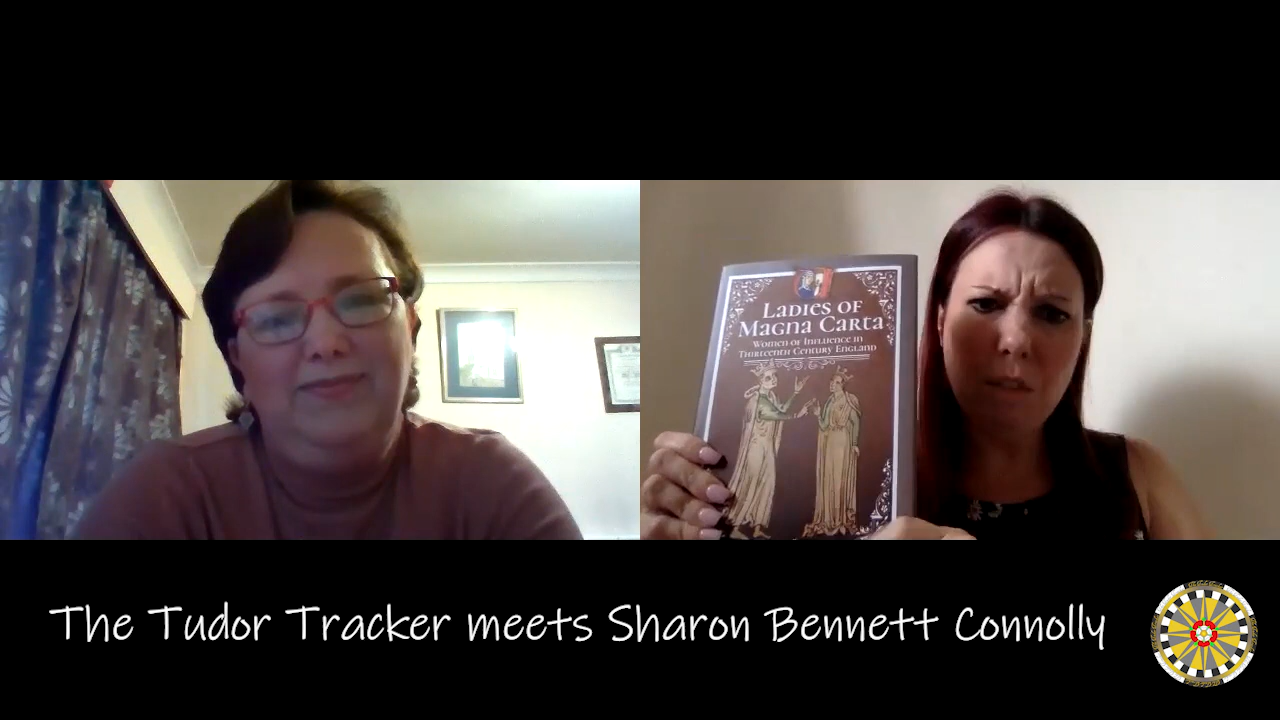 LADIES OF
MAGNA CARTA
WOMEN OF INFLUENCE IN
THIRTEENTH CENTURY ENGLAND
The Tudor Tracker meets Sharon Bennett Connolly